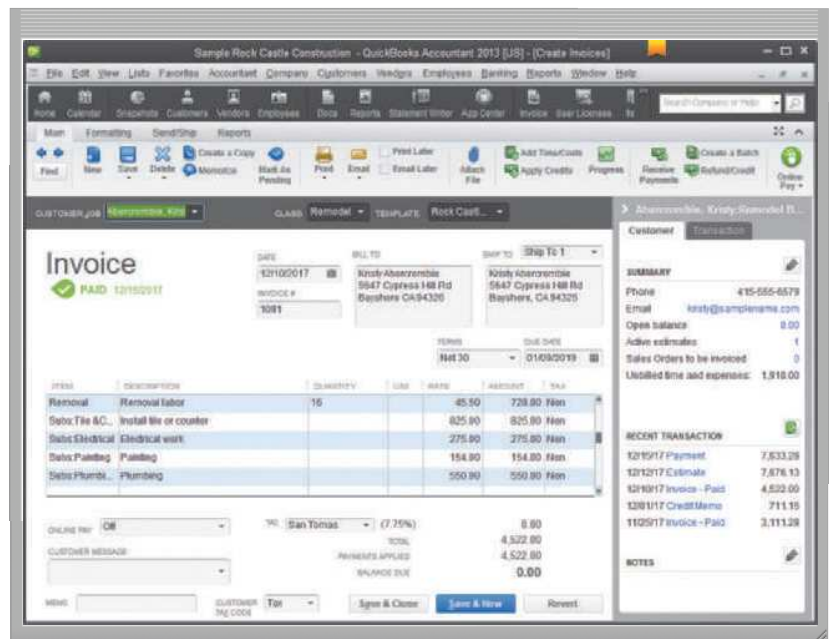 Sample Rock Castle Construction - QuickBooks Accountant 2013 [US] - [Create Invoices]
File Edit View Lists Favorites Accountant Company Customers Vendors Employees Banking Reports Window Help
Home Calendar Snapshots Customers Vendors Employees Docs Reports Statement Writer App Center Invoice User Licenses
Search Company or Help
Main Formatting Send/Ship Reports
Find New Save Delete Create a Copy Memorize Mark As Pending Print Email Print Later Email Later Attach File Add Time/Costs Apply Credits Progress Receive Payments Create a Batch Refund/Credit Online Pay
CUSTOMER:JOB CLASS Remodel TEMPLATE Rock Castl...
Abercrombie, Kristy:Remodel B...
Customer Transaction
Invoice
PAID 12/15/2017
DATE
12/10/2017
INVOICE #
1091
BILL TO
Kristy Abercrombie
5647 Cypress Hill Rd
Bayshore CA 94326
SHIP TO Ship To 1
Kristy Abercrombie
5647 Cypress Hill Rd
Bayshore, CA 94326
TERMS
Net 30
DUE DATE
ITEM DESCRIPTION QUANTITY U/M RATE AMOUNT TAX
Removal Removal labor 16 45.50 728.00 Non
Subs:Tile &C... Install tile or counter 825.00 825.00 Non
Subs:Electrical Electrical work 275.00 275.00 Non
Subs:Painting Painting 154.00 154.00 Non
Subs:Plumbi... Plumbing 550.00 550.00 Non
ONLINE PAY Off
TAX San Tomas (7.75%) 0.00
TOTAL 4,522.00
CUSTOMER MESSAGE
PAYMENTS APPLIED 4,522.00
BALANCE DUE 0.00
MEMO
CUSTOMER TAX CODE Tax
Save & Close Save & New Revert
SUMMARY
Phone 415-555-6579
Email kristy@samplename.com
Open balance 0.00
Active estimates 1
Sales Orders to be invoiced 0
Unbilled time and expenses: 1,918.00
RECENT TRANSACTION
12/15/17 Payment 7,633.28
12/12/17 Estimate 7,676.13
12/10/17 Invoice - Paid 4,522.00
12/01/17 Credit Memo 711.15
11/25/17 Invoice - Paid 3,111.28
NOTES